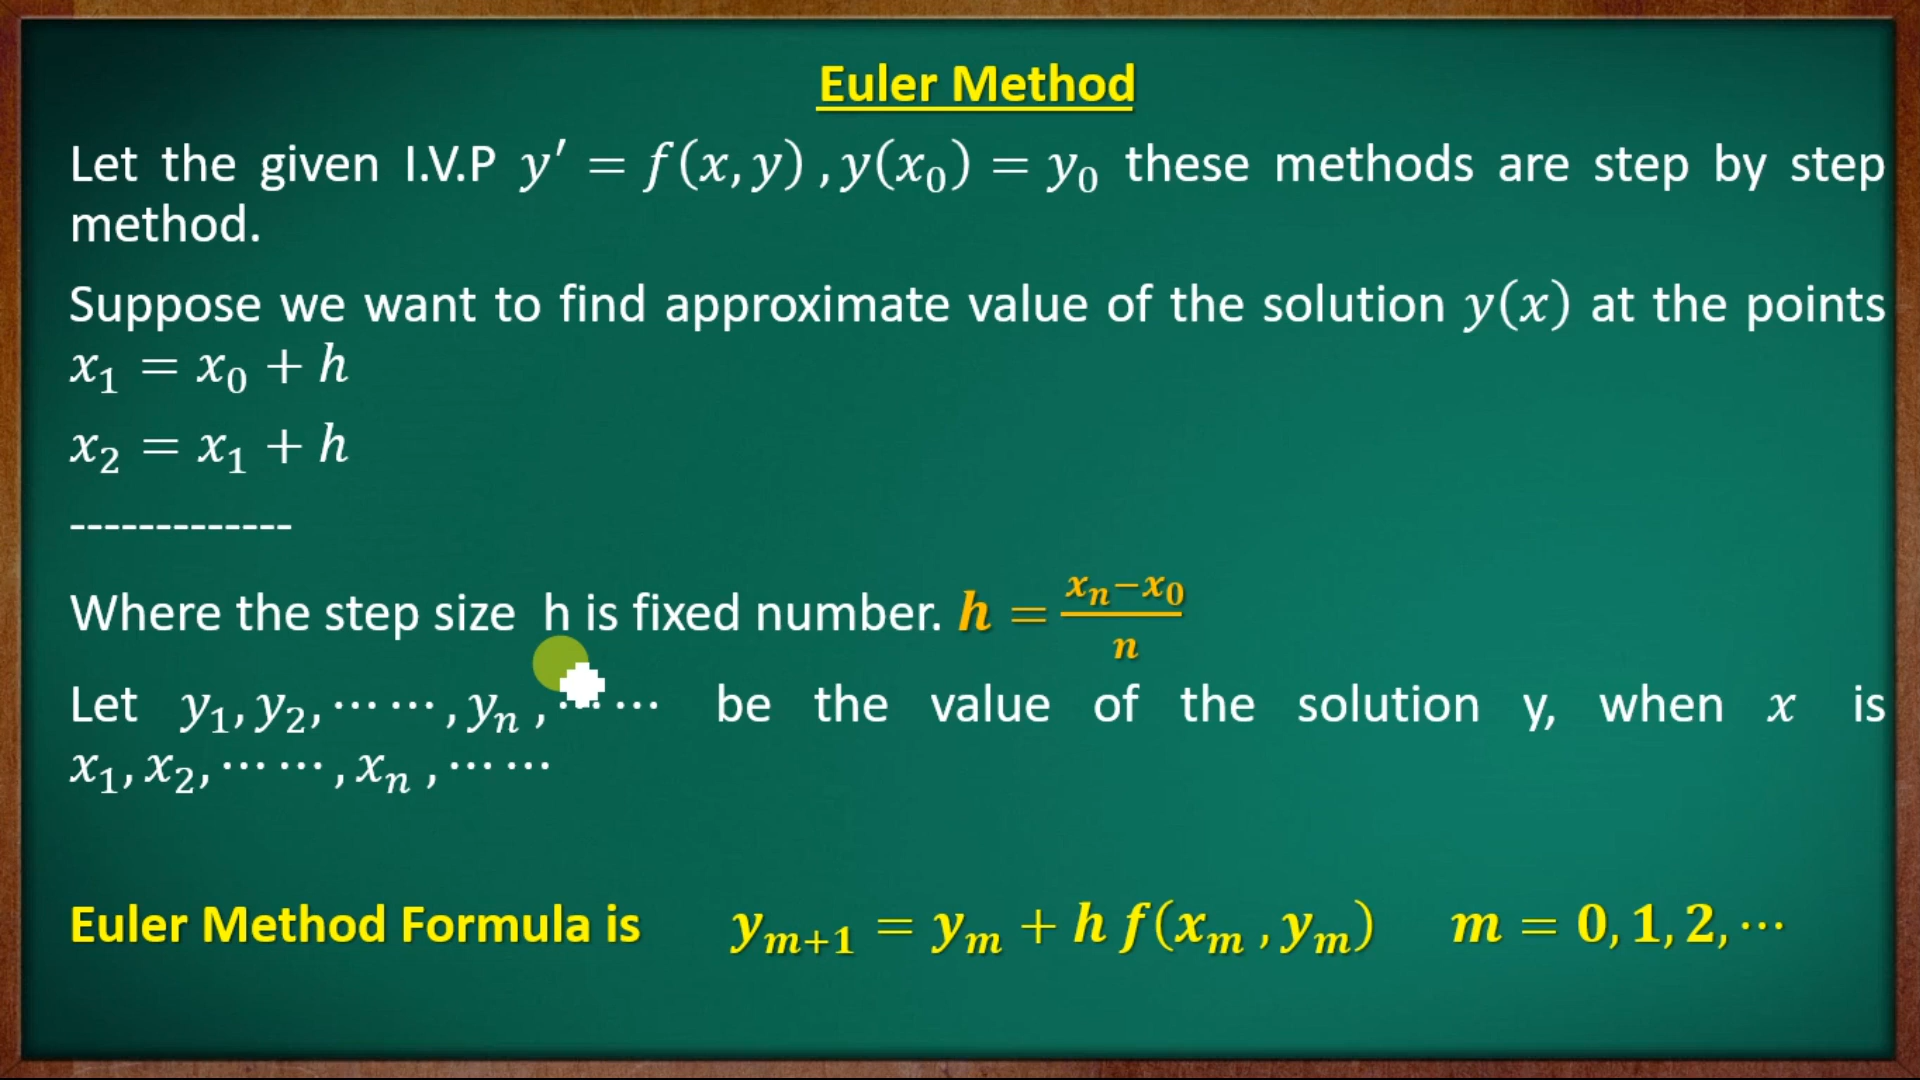 Euler Method
Let the given I.V.P y′ = f(x, y) , y(x₀) = y₀ these methods are step by step
method.
Suppose we want to find approximate value of the solution y(x) at the points
x₁ = x₀ + h
x₂ = x₁ + h
-------------
Where the step size h is fixed number. h = \frac{xₙ−x₀}{n}
Let y₁, y₂, ⋯ ⋯ , yₙ , ⋯ ⋯ be the value of the solution y, when x is
x₁, x₂, ⋯ ⋯ , xₙ , ⋯ ⋯
Euler Method Formula is yₘ₊₁ = yₘ + h f(xₘ , yₘ) m = 0, 1, 2, ⋯